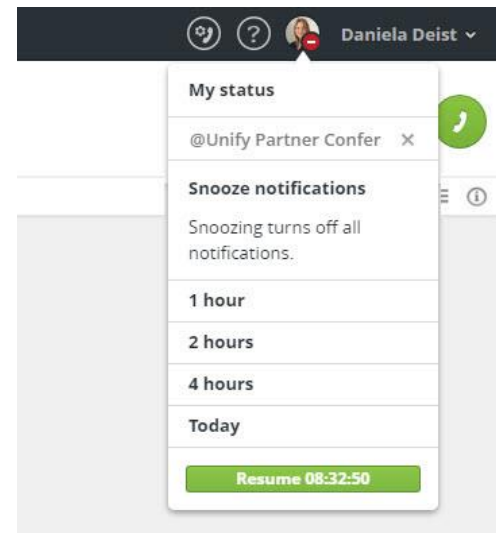 Daniela Deist
My status
@Unify Partner Confer
Snooze notifications
Snoozing turns off all
notifications.
1 hour
2 hours
4 hours
Today
Resume 08:32:50